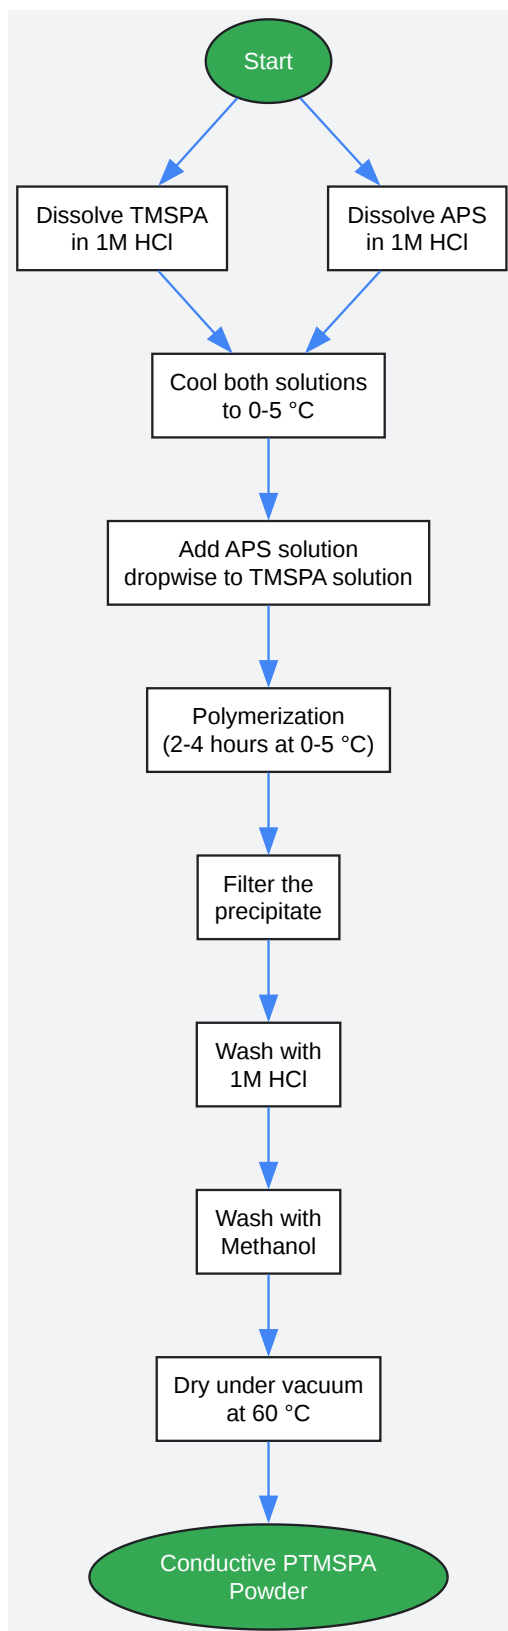 Start
Dissolve TMSPA
in 1M HCl
Dissolve APS
in 1M HCl
Cool both solutions
to 0-5 °C
Add APS solution
dropwise to TMSPA solution
Polymerization
(2-4 hours at 0-5 °C)
Filter the
precipitate
Wash with
1M HCl
Wash with
Methanol
Dry under vacuum
at 60 °C
Conductive PTMSPA
Powder